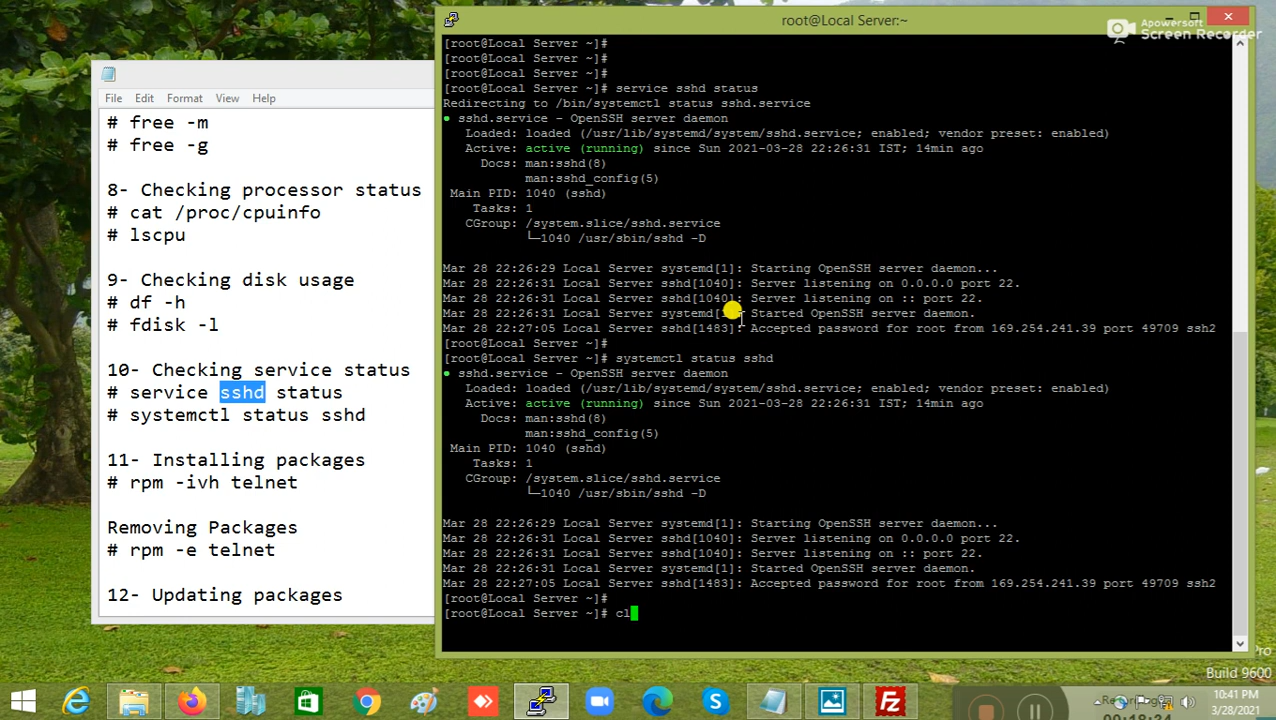 root@Local Server:~
Apowersoft
Screen Recorder
File Edit Format View Help
# free -m
# free -g
8- Checking processor status
# cat /proc/cpuinfo
# lscpu
9- Checking disk usage
# df -h
# fdisk -l
10- Checking service status
# service sshd status
# systemctl status sshd
11- Installing packages
# rpm -ivh telnet
Removing Packages
# rpm -e telnet
12- Updating packages
[root@Local Server ~]#
[root@Local Server ~]#
[root@Local Server ~]#
[root@Local Server ~]# service sshd status
Redirecting to /bin/systemctl status sshd.service
● sshd.service - OpenSSH server daemon
Loaded: loaded (/usr/lib/systemd/system/sshd.service; enabled; vendor preset: enabled)
Active: active (running) since Sun 2021-03-28 22:26:31 IST; 14min ago
Docs: man:sshd(8)
man:sshd_config(5)
Main PID: 1040 (sshd)
Tasks: 1
CGroup: /system.slice/sshd.service
└─1040 /usr/sbin/sshd -D
Mar 28 22:26:29 Local Server systemd[1]: Starting OpenSSH server daemon...
Mar 28 22:26:31 Local Server sshd[1040]: Server listening on 0.0.0.0 port 22.
Mar 28 22:26:31 Local Server sshd[1040]: Server listening on :: port 22.
Mar 28 22:26:31 Local Server systemd[1]: Started OpenSSH server daemon.
Mar 28 22:27:05 Local Server sshd[1483]: Accepted password for root from 169.254.241.39 port 49709 ssh2
[root@Local Server ~]#
[root@Local Server ~]# systemctl status sshd
● sshd.service - OpenSSH server daemon
Loaded: loaded (/usr/lib/systemd/system/sshd.service; enabled; vendor preset: enabled)
Active: active (running) since Sun 2021-03-28 22:26:31 IST; 14min ago
Docs: man:sshd(8)
man:sshd_config(5)
Main PID: 1040 (sshd)
Tasks: 1
CGroup: /system.slice/sshd.service
└─1040 /usr/sbin/sshd -D
Mar 28 22:26:29 Local Server systemd[1]: Starting OpenSSH server daemon...
Mar 28 22:26:31 Local Server sshd[1040]: Server listening on 0.0.0.0 port 22.
Mar 28 22:26:31 Local Server sshd[1040]: Server listening on :: port 22.
Mar 28 22:26:31 Local Server systemd[1]: Started OpenSSH server daemon.
Mar 28 22:27:05 Local Server sshd[1483]: Accepted password for root from 169.254.241.39 port 49709 ssh2
[root@Local Server ~]#
[root@Local Server ~]# cl
Pro
Build 9600
10:41 PM
3/28/2021